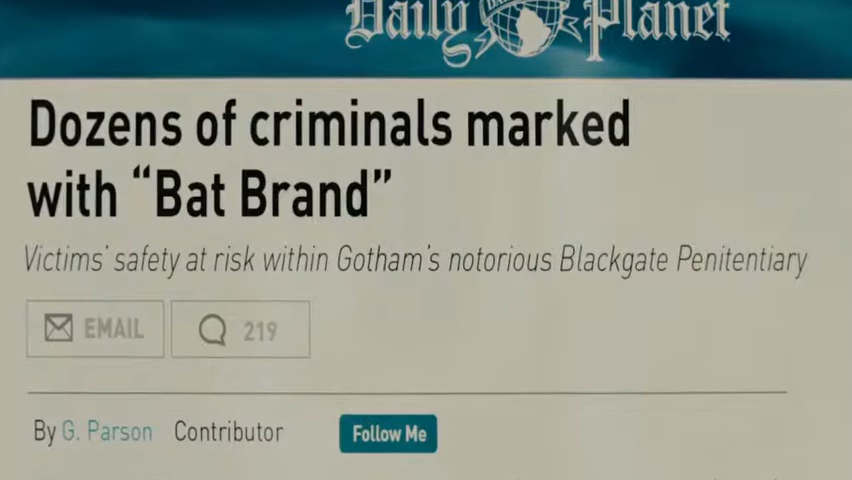 Daily Planet
Dozens of criminals marked
with “Bat Brand”
Victims’ safety at risk within Gotham’s notorious Blackgate Penitentiary
EMAIL
219
By G. Parson Contributor Follow Me